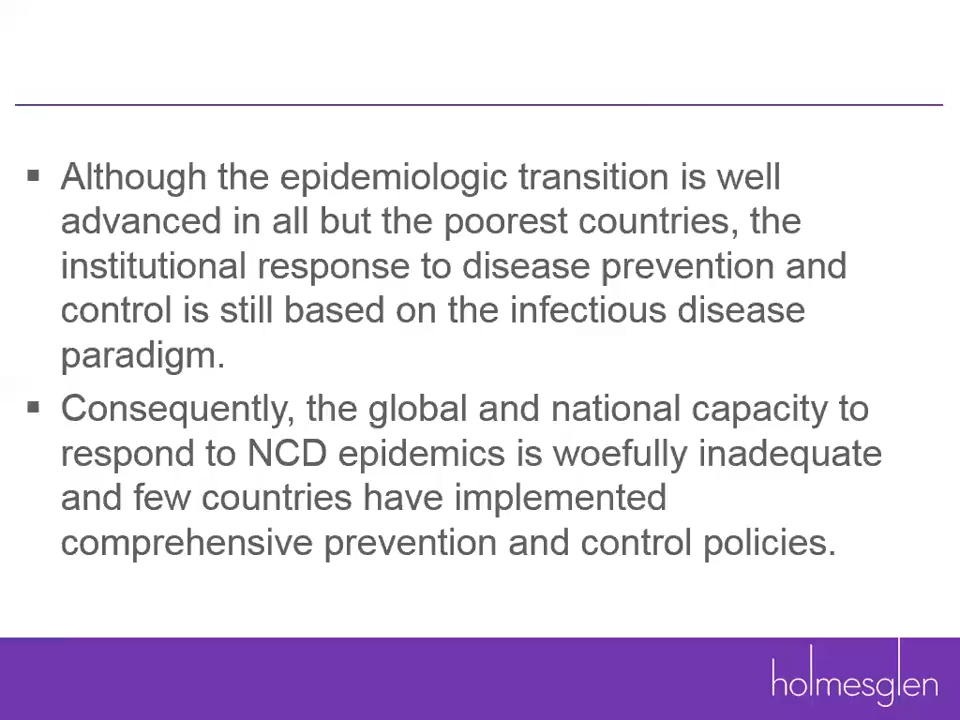 ▪ Although the epidemiologic transition is well
advanced in all but the poorest countries, the
institutional response to disease prevention and
control is still based on the infectious disease
paradigm.
▪ Consequently, the global and national capacity to
respond to NCD epidemics is woefully inadequate
and few countries have implemented
comprehensive prevention and control policies.
holmesglen